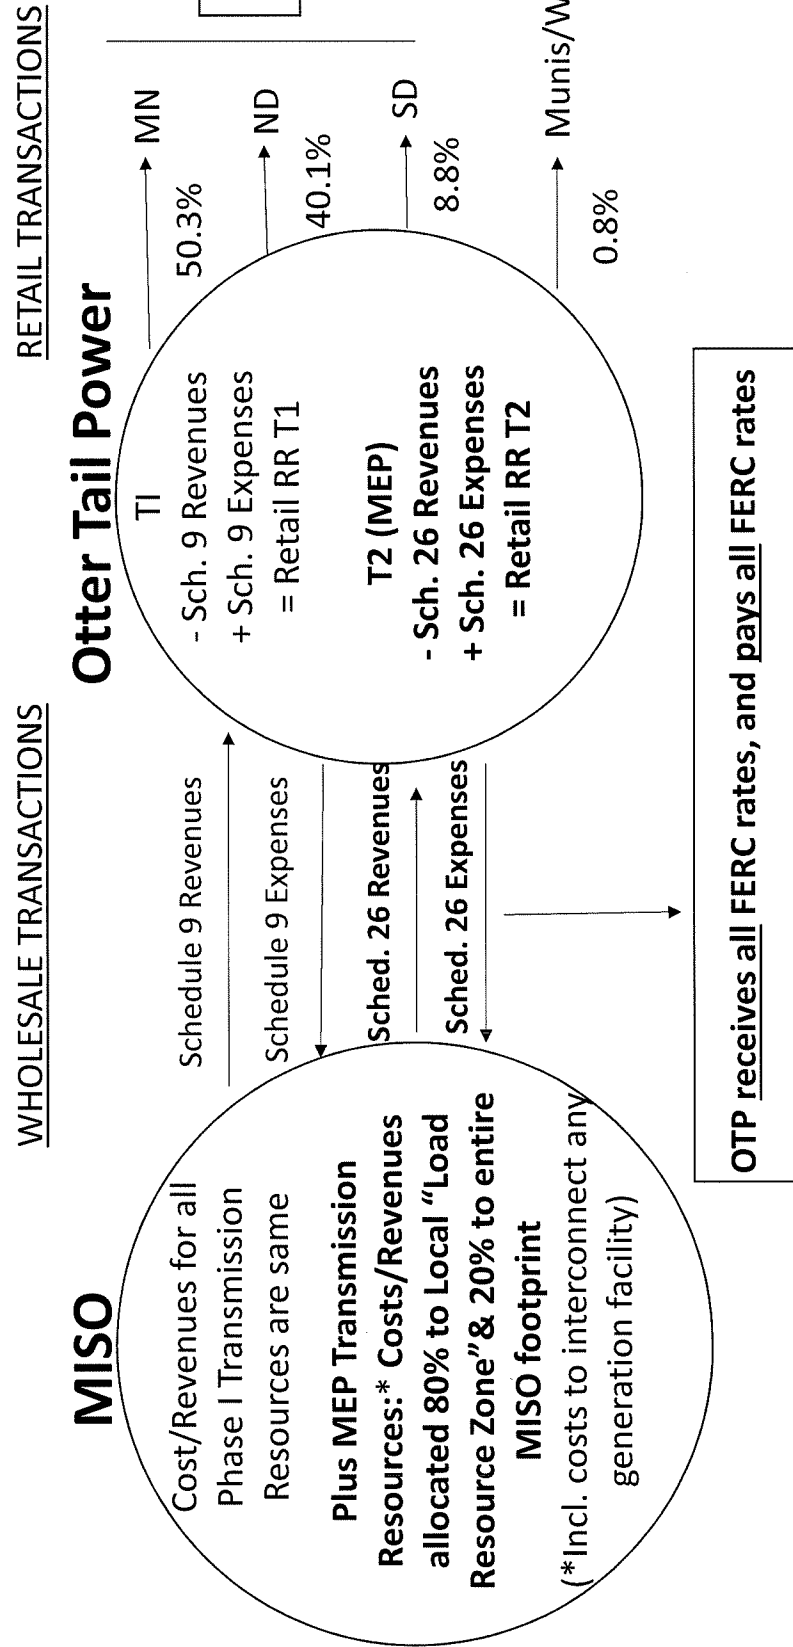 WHOLESALE TRANSACTIONS
RETAIL TRANSACTIONS
MISO
Cost/Revenues for all
Phase I Transmission
Resources are same
Plus MEP Transmission
Resources:* Costs/Revenues
allocated 80% to Local “Load
Resource Zone”& 20% to entire
MISO footprint
(*Incl. costs to interconnect any
generation facility)
Schedule 9 Revenues
Schedule 9 Expenses
Sched. 26 Revenues
Sched. 26 Expenses
Otter Tail Power
TI
- Sch. 9 Revenues
+ Sch. 9 Expenses
= Retail RR T1
T2 (MEP)
- Sch. 26 Revenues
+ Sch. 26 Expenses
= Retail RR T2
MN
50.3%
ND
40.1%
SD
8.8%
Munis/W
0.8%
OTP receives all FERC rates, and pays all FERC rates